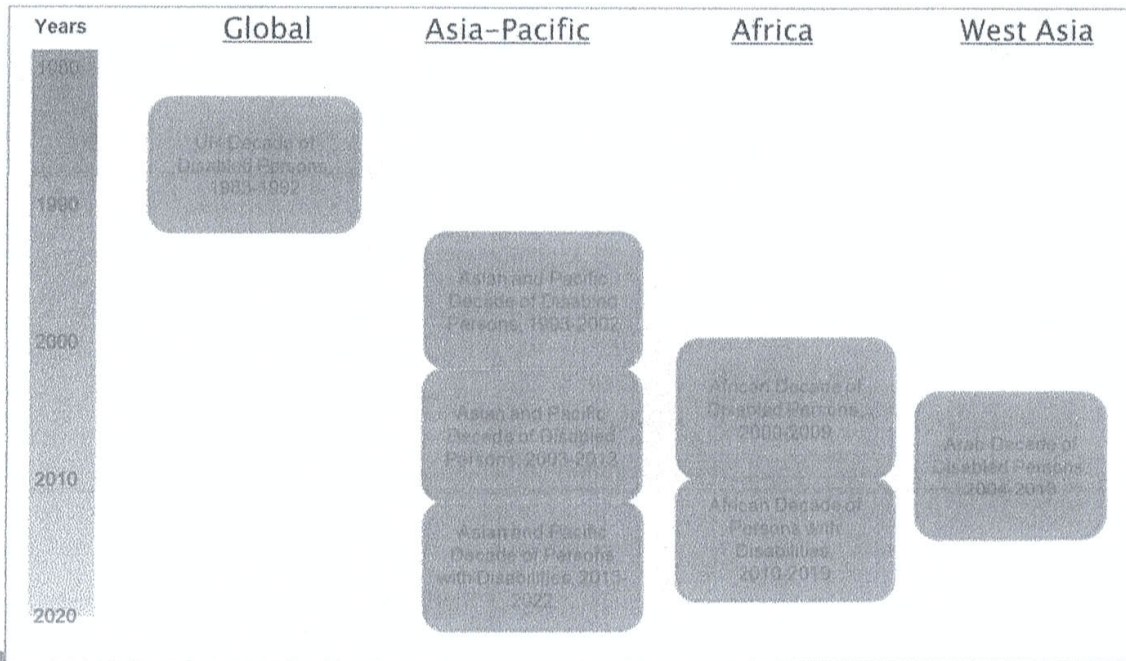 Years
Global
Asia-Pacific
Africa
West Asia
1980
1990
2000
2010
2020
UN Decade of
Disabled Persons,
1983-1992
Asian and Pacific
Decade of Disabling
Persons, 1993-2002
Asian and Pacific
Decade of Disabled
Persons, 2003-2012
Asian and Pacific
Decade of Persons
with Disabilities, 2013-
2022
African Decade of
Disabled Persons,
2000-2009
African Decade of
Persons with
Disabilities
2010-2019
Arab Decade of
Disabled Persons
2004-2013